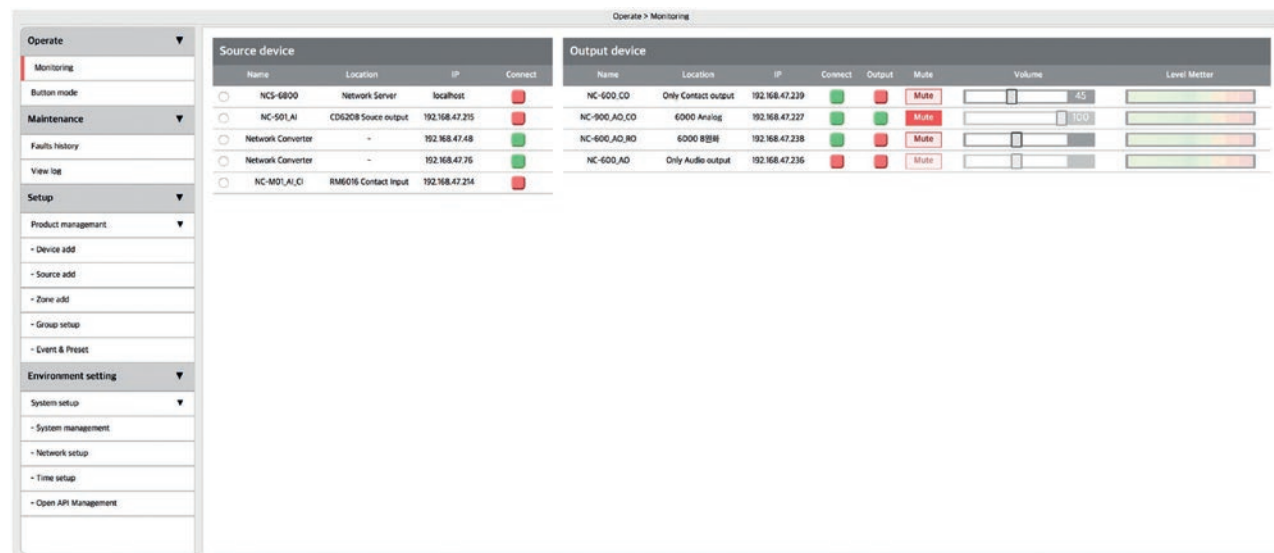 Operate > Monitoring
Operate ▼
Monitoring
Button mode
Maintenance ▼
Faults history
View log
Setup ▼
Product managemant ▼
- Device add
- Source add
- Zone add
- Group setup
- Event & Preset
Environment setting ▼
System setup ▼
- System management
- Network setup
- Time setup
- Open API Management
Source device
Name Location IP Connect
NCS-6800 Network Server localhost
NC-S01_AI CD6208 Souce output 192.168.47.215
Network Converter - 192.168.47.48
Network Converter - 192.168.47.76
NC-M01_AI_CI RM6016 Contact Input 192.168.47.214
Output device
Name Location IP Connect Output Mute Volume Level Metter
NC-600_CO Only Contact output 192.168.47.239 Mute 45
NC-900_AO_CO 6000 Analog 192.168.47.227 Mute 100
NC-600_AO_RO 6000 8원화 192.168.47.238 Mute
NC-600_AO Only Audio output 192.168.47.236 Mute